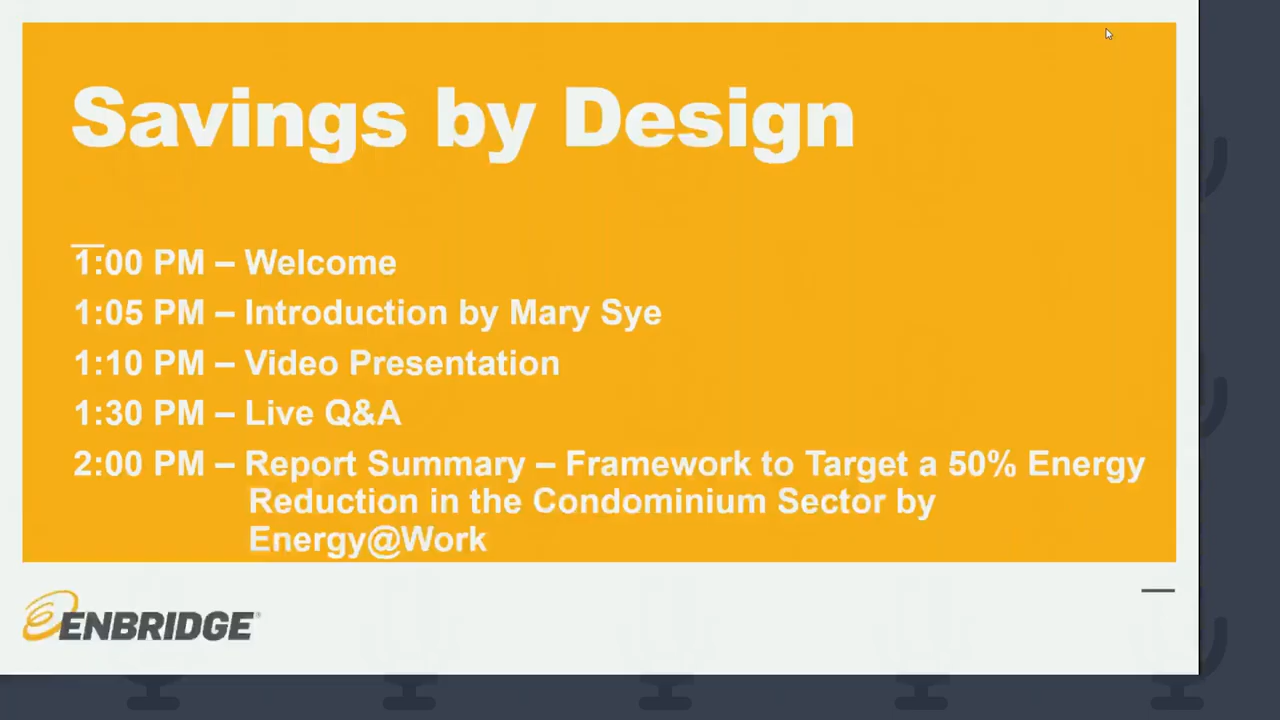 Savings by Design
1:00 PM – Welcome
1:05 PM – Introduction by Mary Sye
1:10 PM – Video Presentation
1:30 PM – Live Q&A
2:00 PM – Report Summary – Framework to Target a 50% Energy
Reduction in the Condominium Sector by
Energy@Work
ENBRIDGE